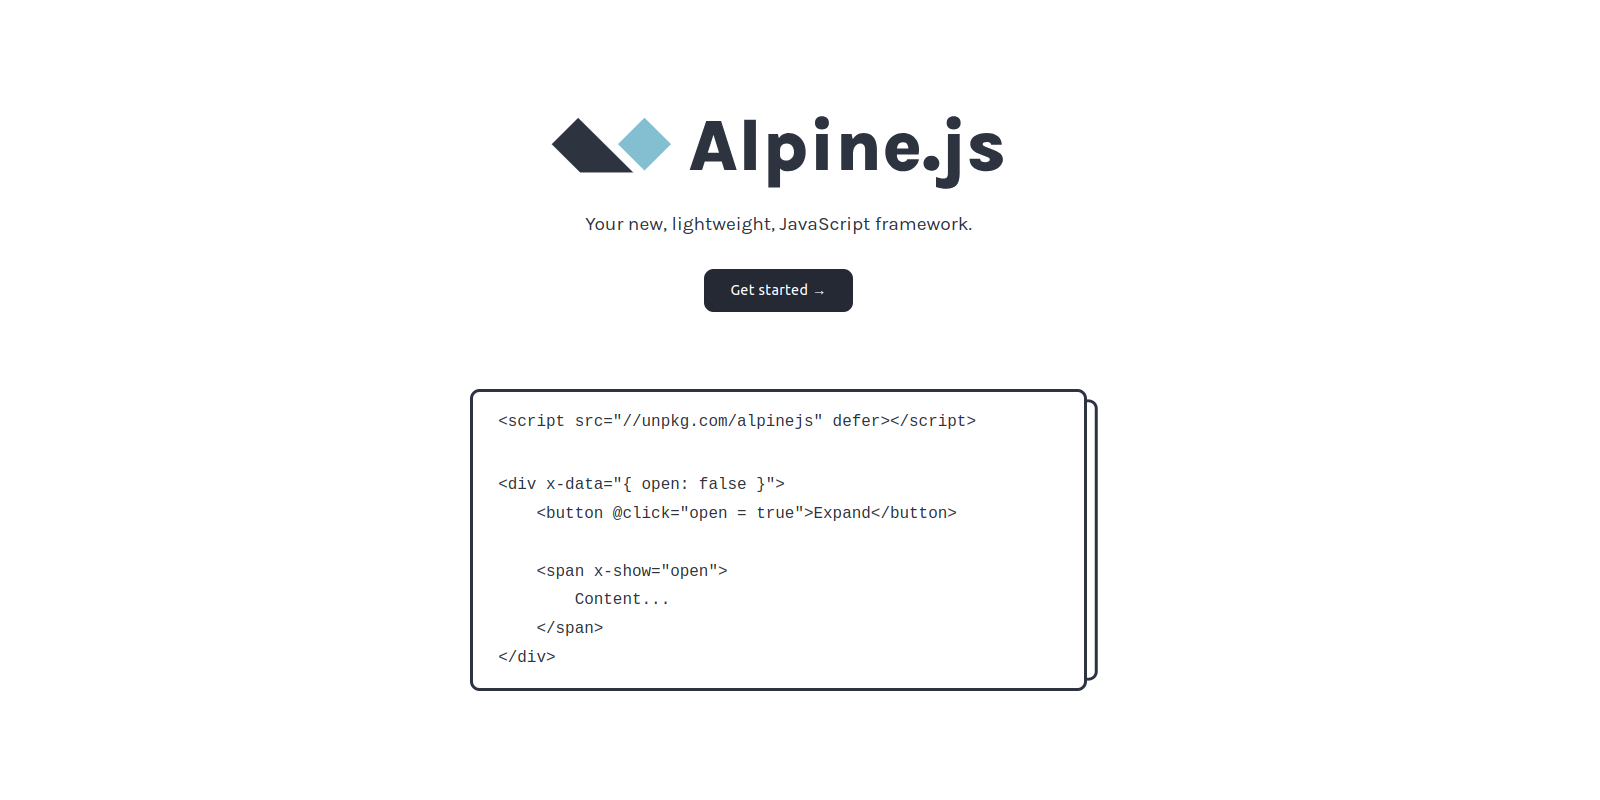 Alpine.js
Your new, lightweight, JavaScript framework.
Get started →
<script src="//unpkg.com/alpinejs" defer></script>
<div x-data="{ open: false }">
    <button @click="open = true">Expand</button>
    <span x-show="open">
        Content...
    </span>
</div>